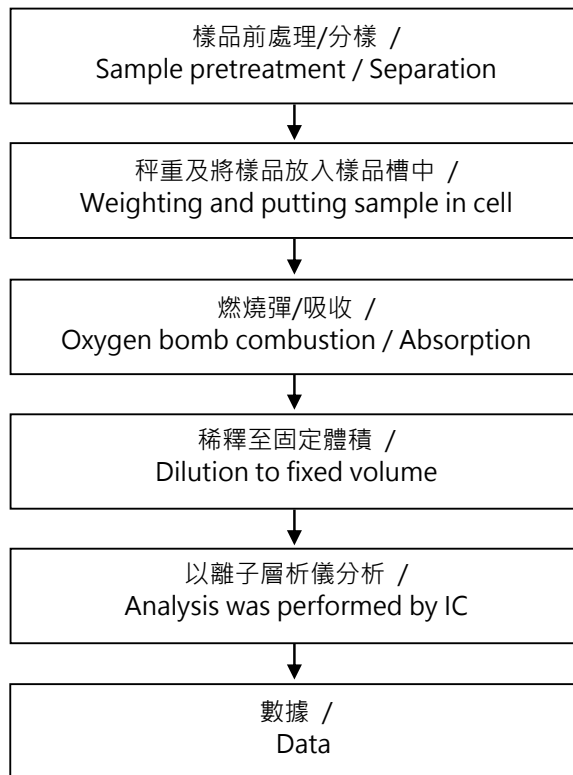 樣品前處理/分樣 /
Sample pretreatment / Separation
秤重及將樣品放入樣品槽中 /
Weighting and putting sample in cell
燃燒彈/吸收 /
Oxygen bomb combustion / Absorption
稀釋至固定體積 /
Dilution to fixed volume
以離子層析儀分析 /
Analysis was performed by IC
數據 /
Data